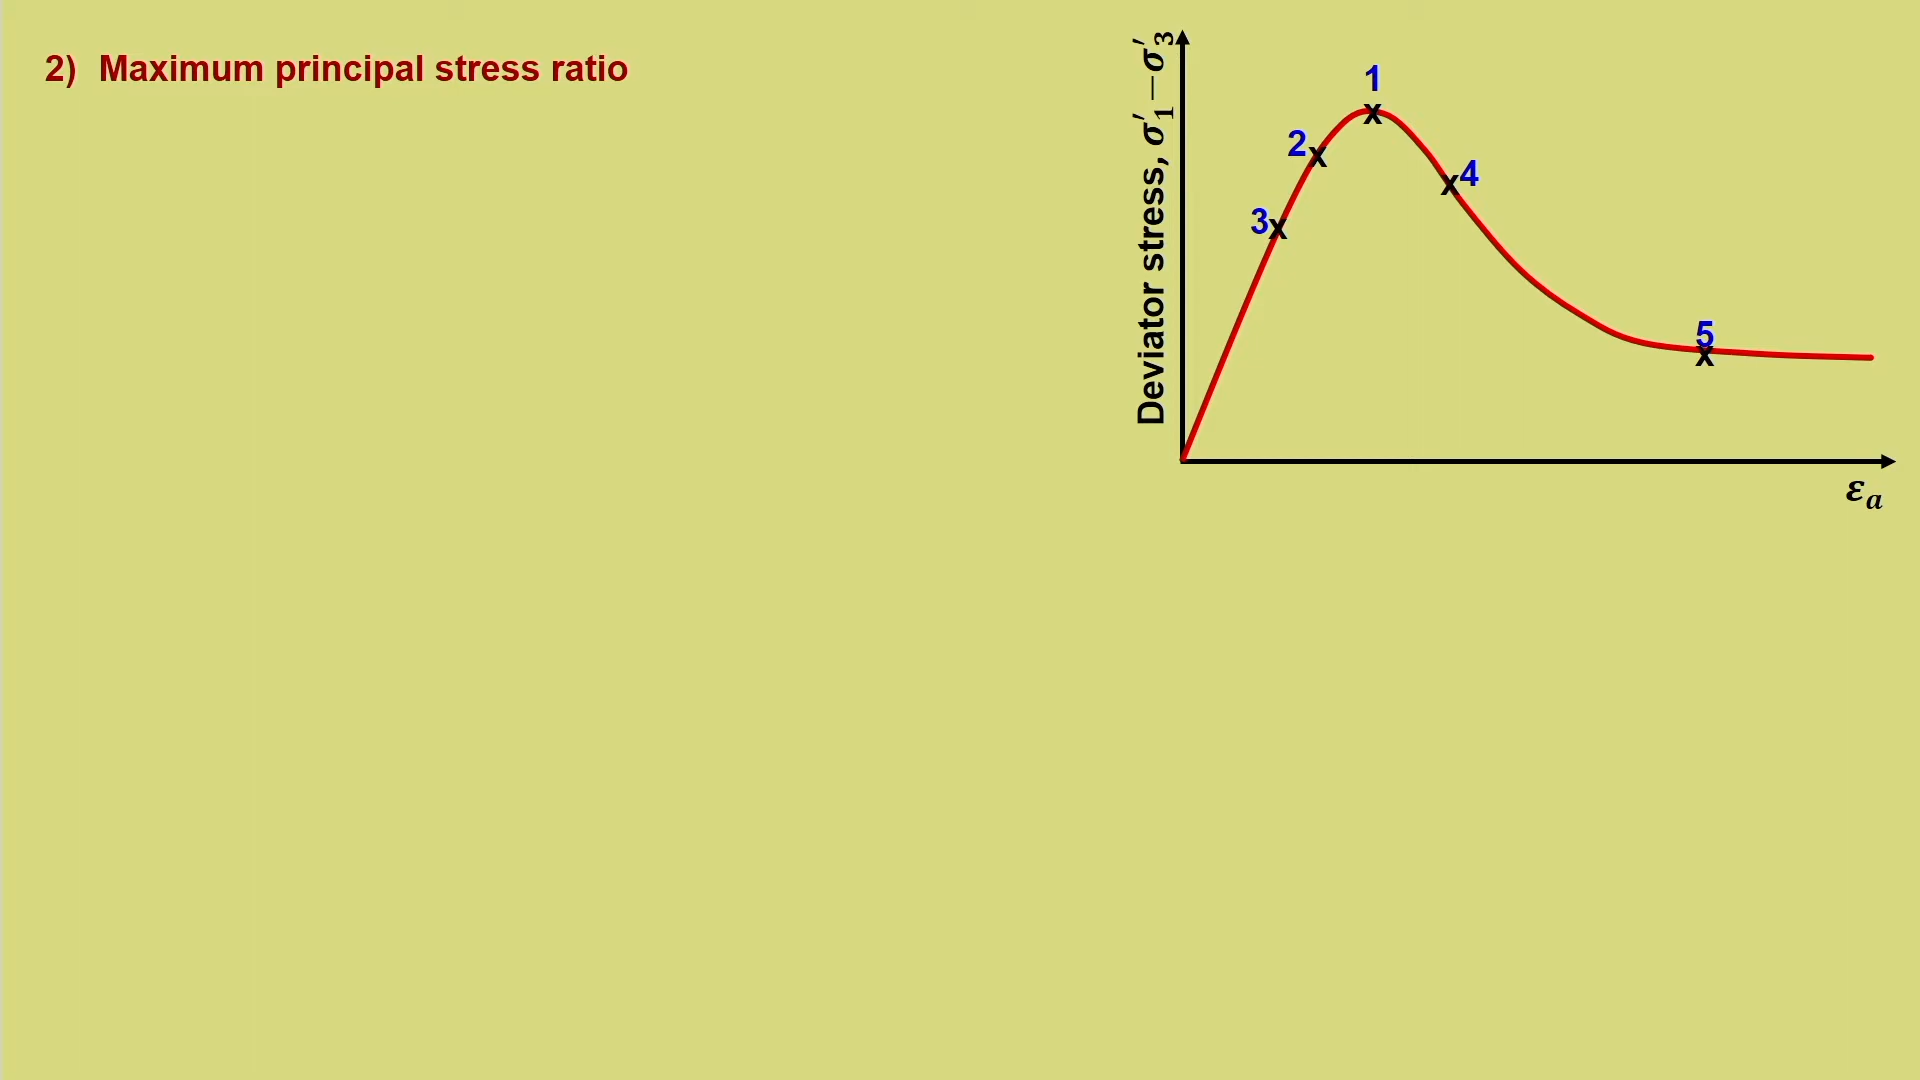 2) Maximum principal stress ratio
Deviator stress, σ′₁−σ′₃
1
2
3
4
5
εₐ